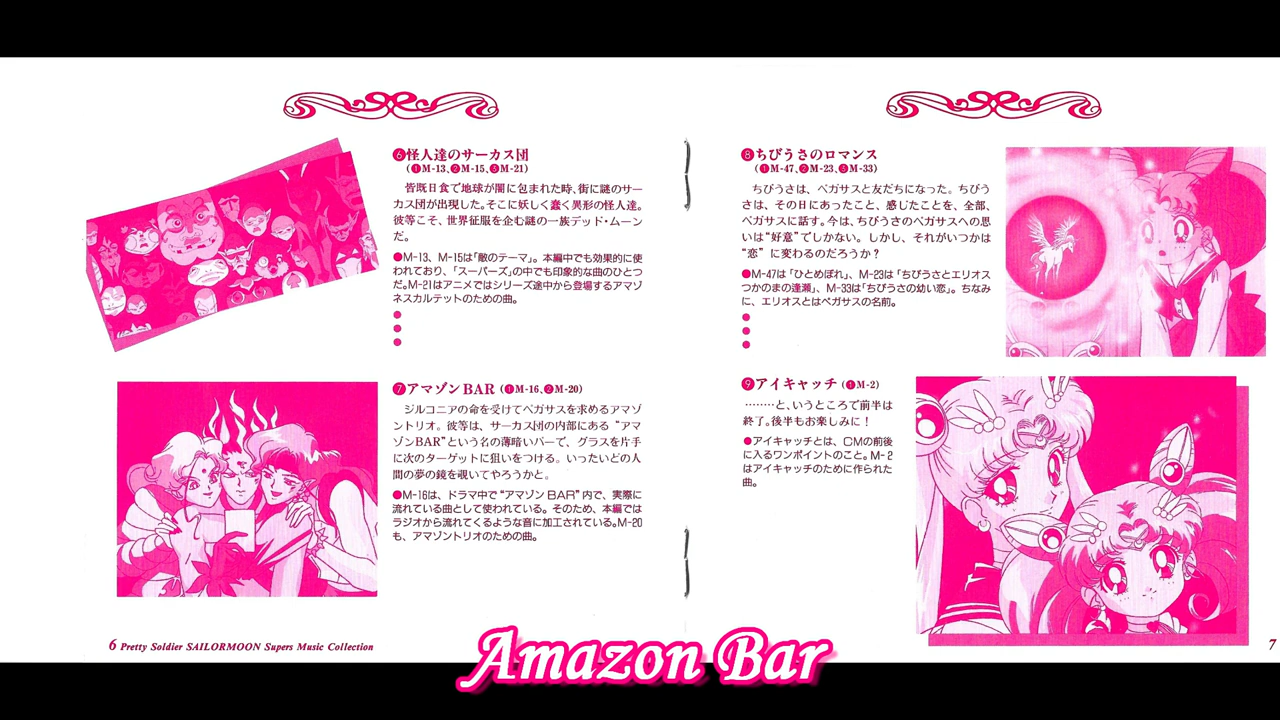 ❻怪人達のサーカス団
(❶M-13、❷M-15、❸M-21)
皆既日食で地球が闇に包まれた時、街に謎のサー
カス団が出現した。そこに妖しく蠢く異形の怪人達。
彼等こそ、世界征服を企む謎の一族デッド・ムーン
だ。
●M-13、M-15は「敵のテーマ」。本編中でも効果的に使
われており、「スーパーズ」の中でも印象的な曲のひとつ
だ。M-21はアニメではシリーズ途中から登場するアマゾ
ネスカルテットのための曲。
❼アマゾンBAR (❶M-16、❷M-20)
ジルコニアの命を受けてペガサスを求めるアマゾ
ントリオ。彼等は、サーカス団の内部にある“アマ
ゾンBAR”という名の薄暗いバーで、グラスを片手
に次のターゲットに狙いをつける。いったいどの人
間の夢の鏡を覗いてやろうかと。
●M-16は、ドラマ中で“アマゾンBAR”内で、実際に
流れている曲として使われている。そのため、本編では
ラジオから流れてくるような音に加工されている。M-20
も、アマゾントリオのための曲。
6 Pretty Soldier SAILORMOON Supers Music Collection
❽ちびうさのロマンス
(❶M-47、❷M-23、❸M-33)
ちびうさは、ペガサスと友だちになった。ちびう
さは、その日にあったこと、感じたことを、全部、
ペガサスに話す。今は、ちびうさのペガサスへの思
いは“好意”でしかない。しかし、それがいつかは
“恋”に変わるのだろうか?
●M-47は「ひとめぼれ」、M-23は「ちびうさとエリオス
つかのまの逢瀬」、M-33は「ちびうさの幼い恋」。ちなみ
に、エリオスとはペガサスの名前。
❾アイキャッチ (❶M-2)
………と、いうところで前半は
終了。後半もお楽しみに!
●アイキャッチとは、CMの前後
に入るワンポイントのこと。M-2
はアイキャッチのために作られた
曲。
7
Amazon Bar